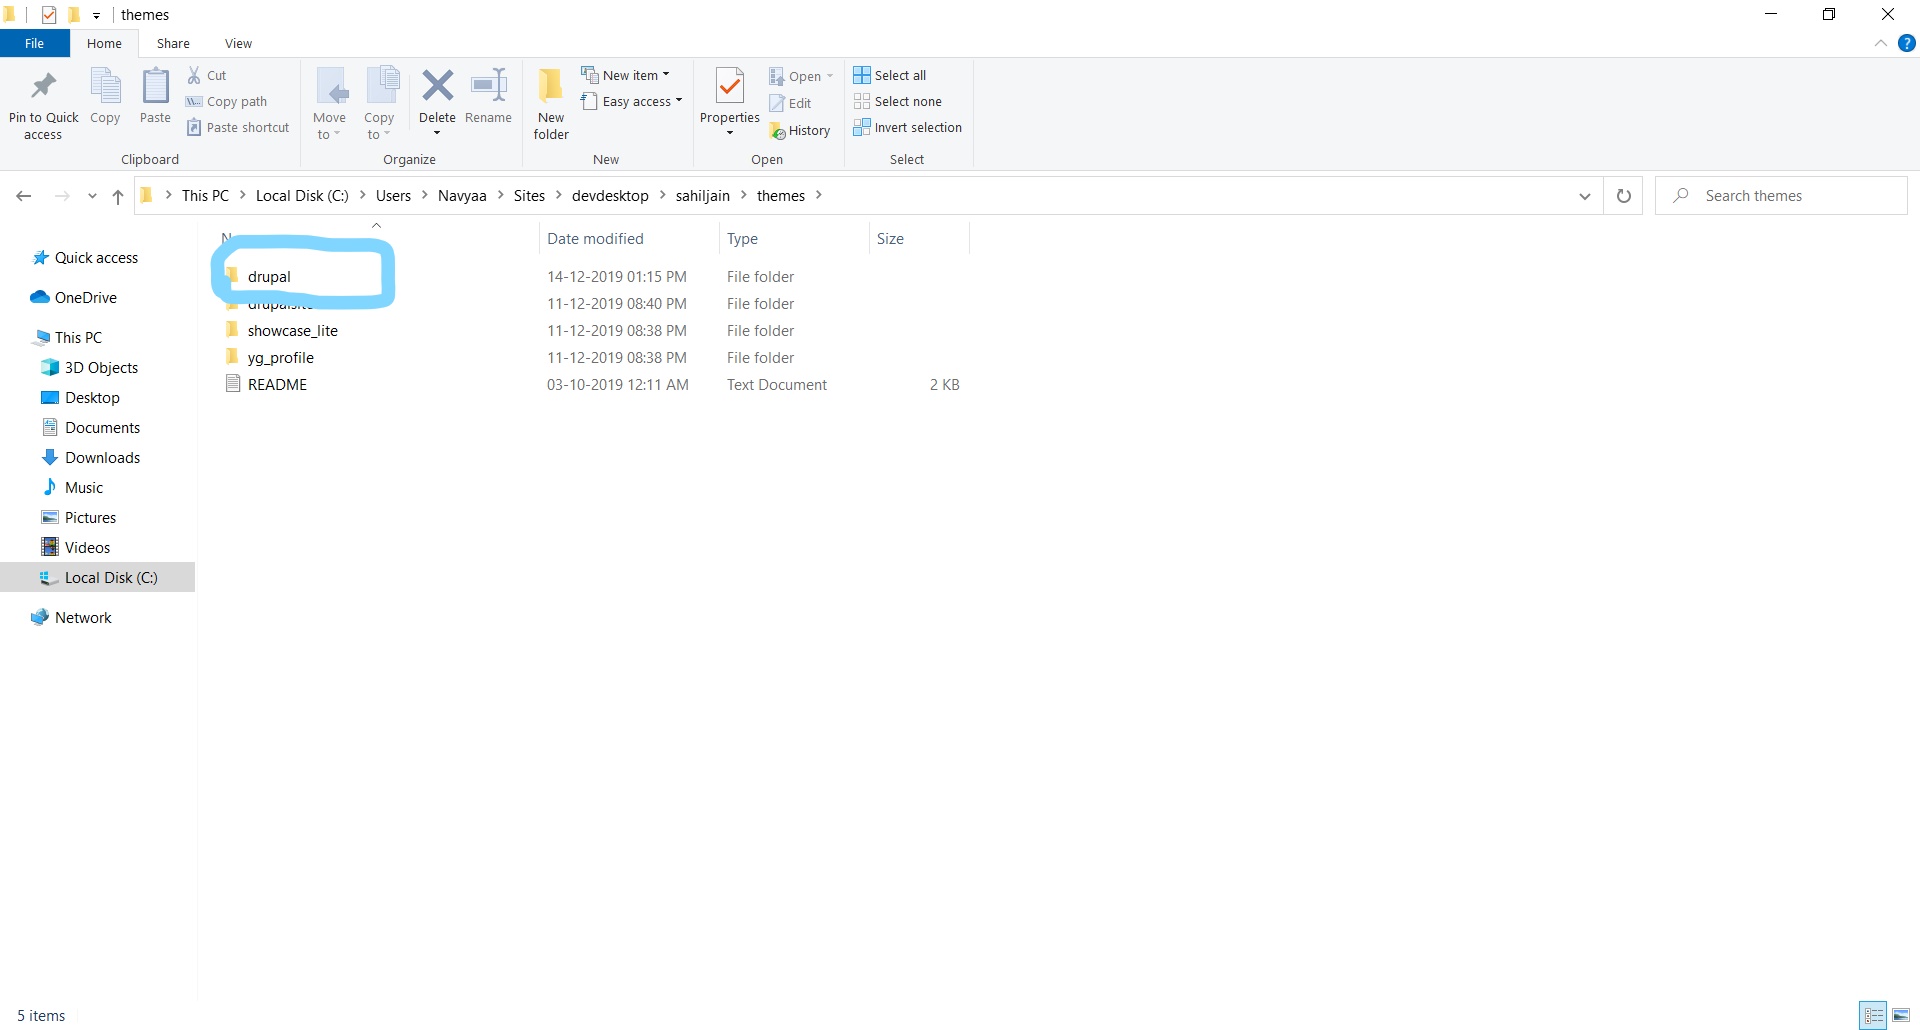 themes
File Home Share View
Pin to Quick access
Copy
Paste
Cut
Copy path
Paste shortcut
Clipboard
Move to
Copy to
Delete
Rename
Organize
New folder
New item
Easy access
New
Properties
Open
Edit
History
Open
Select all
Select none
Invert selection
Select
This PC > Local Disk (C:) > Users > Navyaa > Sites > devdesktop > sahiljain > themes >
Search themes
Date modified Type Size
drupal 14-12-2019 01:15 PM File folder
11-12-2019 08:40 PM File folder
showcase_lite 11-12-2019 08:38 PM File folder
yg_profile 11-12-2019 08:38 PM File folder
README 03-10-2019 12:11 AM Text Document 2 KB
Quick access
OneDrive
This PC
3D Objects
Desktop
Documents
Downloads
Music
Pictures
Videos
Local Disk (C:)
Network
5 items